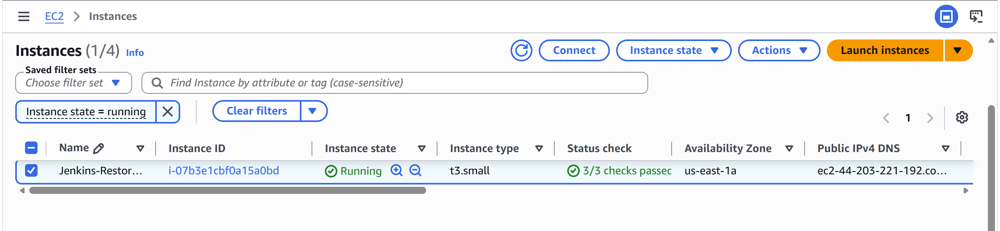 EC2 > Instances
Instances (1/4) Info
Connect
Instance state
Actions
Launch instances
Saved filter sets
Choose filter set
Find Instance by attribute or tag (case-sensitive)
Instance state = running
Clear filters
1
Name Instance ID Instance state Instance type Status check Availability Zone Public IPv4 DNS
Jenkins-Restor... i-07b3e1cbf0a15a0bd Running t3.small 3/3 checks passec us-east-1a ec2-44-203-221-192.co...